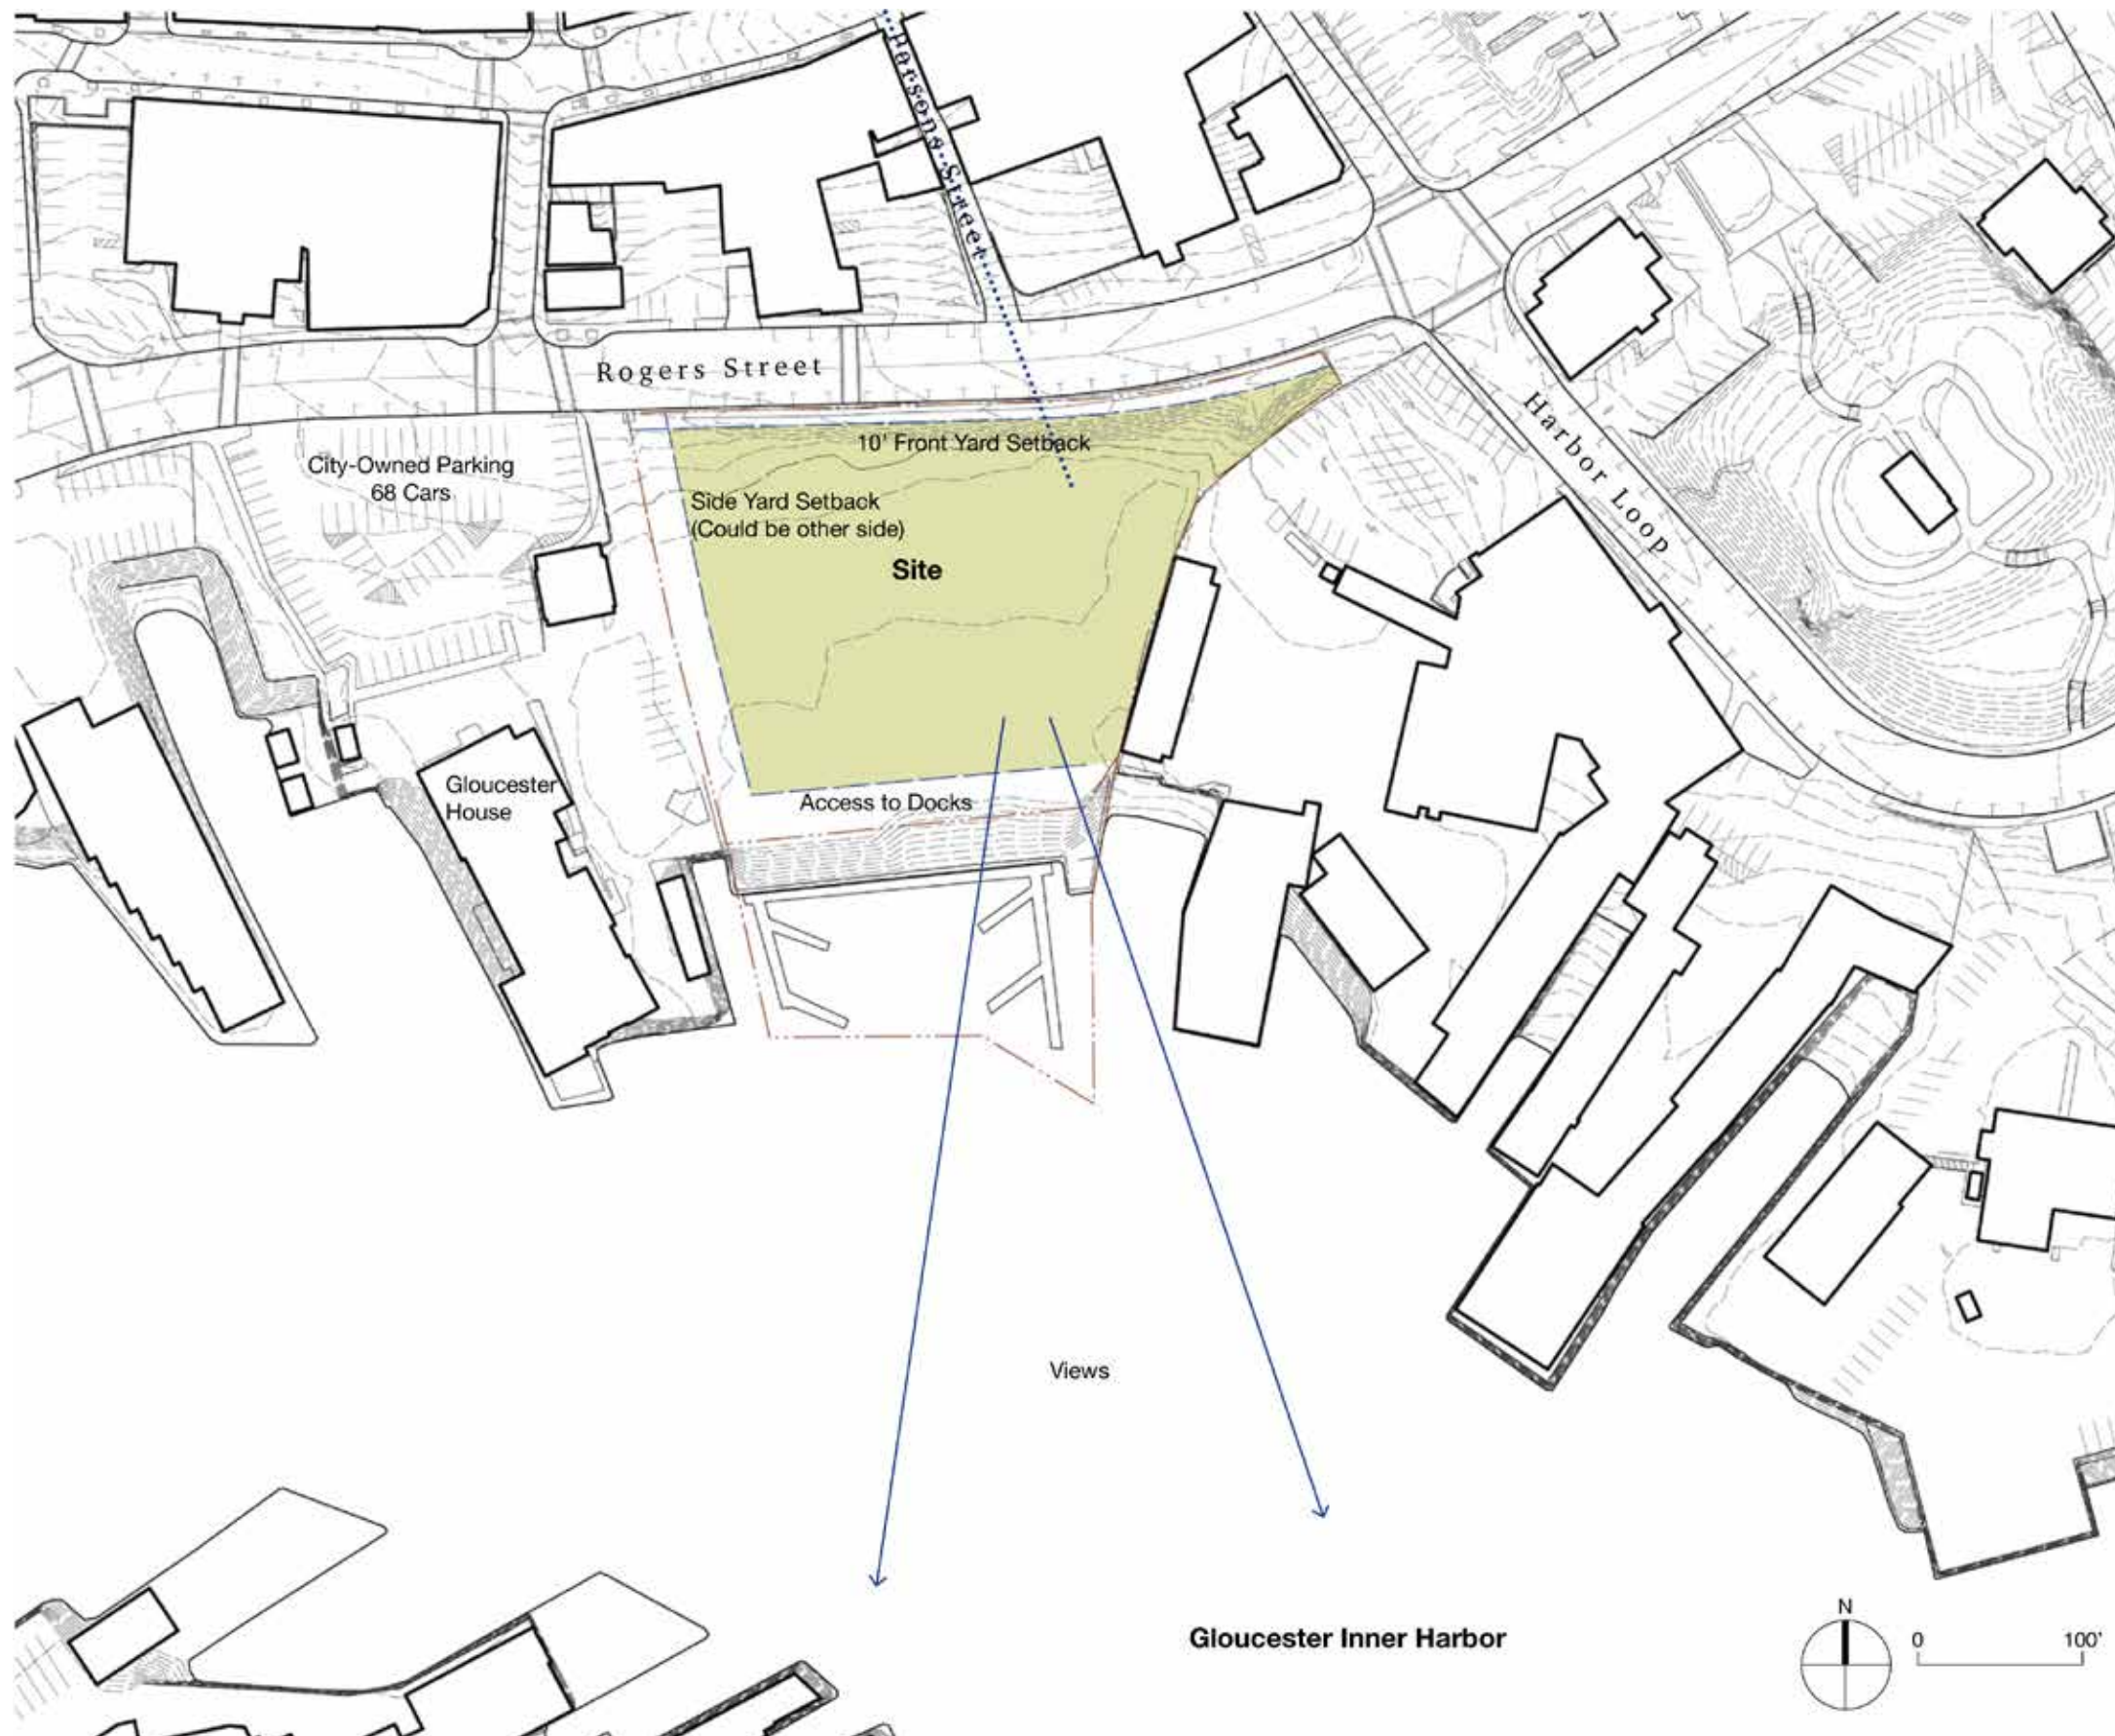 Parsons Street
Rogers Street
Harbor Loop
10' Front Yard Setback
City-Owned Parking
68 Cars
Side Yard Setback
(Could be other side)
Site
Gloucester
House
Access to Docks
Views
Gloucester Inner Harbor
N
0 100'